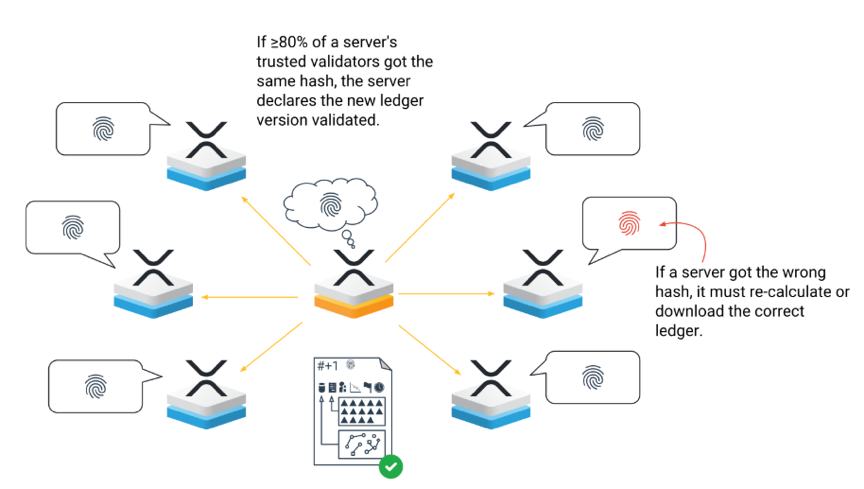 If ≥80% of a server's
trusted validators got the
same hash, the server
declares the new ledger
version validated.
If a server got the wrong
hash, it must re-calculate or
download the correct
ledger.
#+1